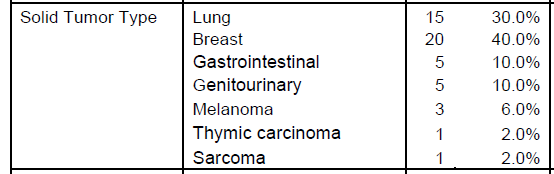 Solid Tumor Type Lung 15 30.0%
Breast 20 40.0%
Gastrointestinal 5 10.0%
Genitourinary 5 10.0%
Melanoma 3 6.0%
Thymic carcinoma 1 2.0%
Sarcoma 1 2.0%